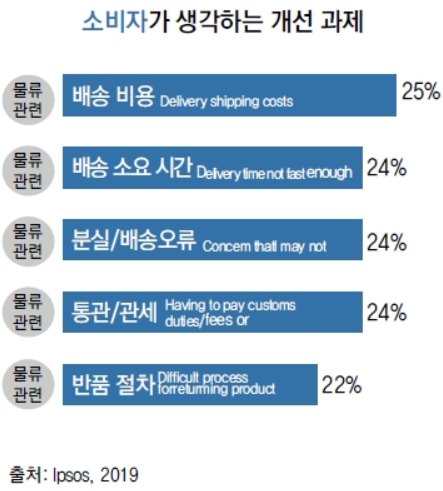 소비자가 생각하는 개선 과제
물류
관련
배송 비용 Delivery shipping costs
25%
물류
관련
배송 소요 시간 Delivery time not fast enough
24%
물류
관련
분실/배송오류 Concern thatI may not
24%
물류
관련
통관/관세 Having to pay customs
duties/fees or
24%
물류
관련
반품 절차 Difficult process
forreturming product
22%
출처: Ipsos, 2019